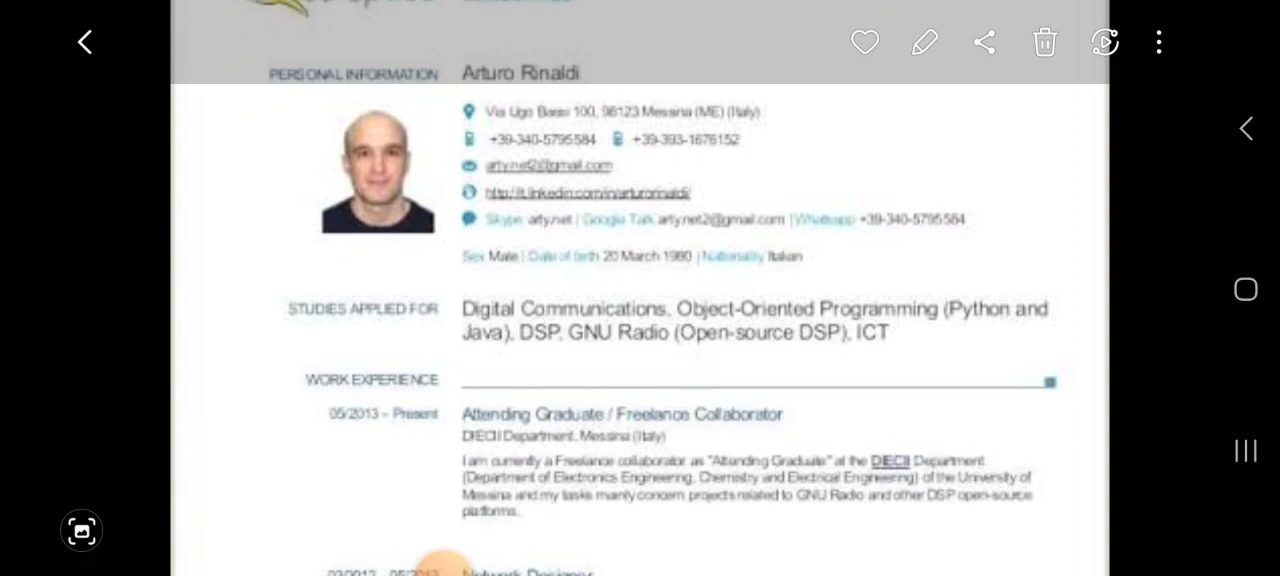 PERSONAL INFORMATION Arturo Rinaldi
100, 98123 Messina (ME) (Italy)
+39-340-5795584 +39-393-1676152
arty.net2@gmail.com
http://it.linkedin.com/in/arturorinaldi/
Skype arty.net | Google Talk arty.net2@gmail.com | Whatsapp +39-340-5795584
Sex Male | Date of birth 20 March 1980 | Nationality Italian
STUDIES APPLIED FOR Digital Communications, Object-Oriented Programming (Python and
Java), DSP, GNU Radio (Open-source DSP), ICT
WORK EXPERIENCE
05/2013 – Present Attending Graduate / Freelance Collaborator
DIECII Department, Messina (Italy)
I am currently a Freelance collaborator as "Attending Graduate" at the DIECII Department
(Department of Electronics Engineering, Chemistry and Electrical Engineering) of the University of
Messina and my tasks mainly concern projects related to GNU Radio and other DSP open-source
platforms.
Network Designer